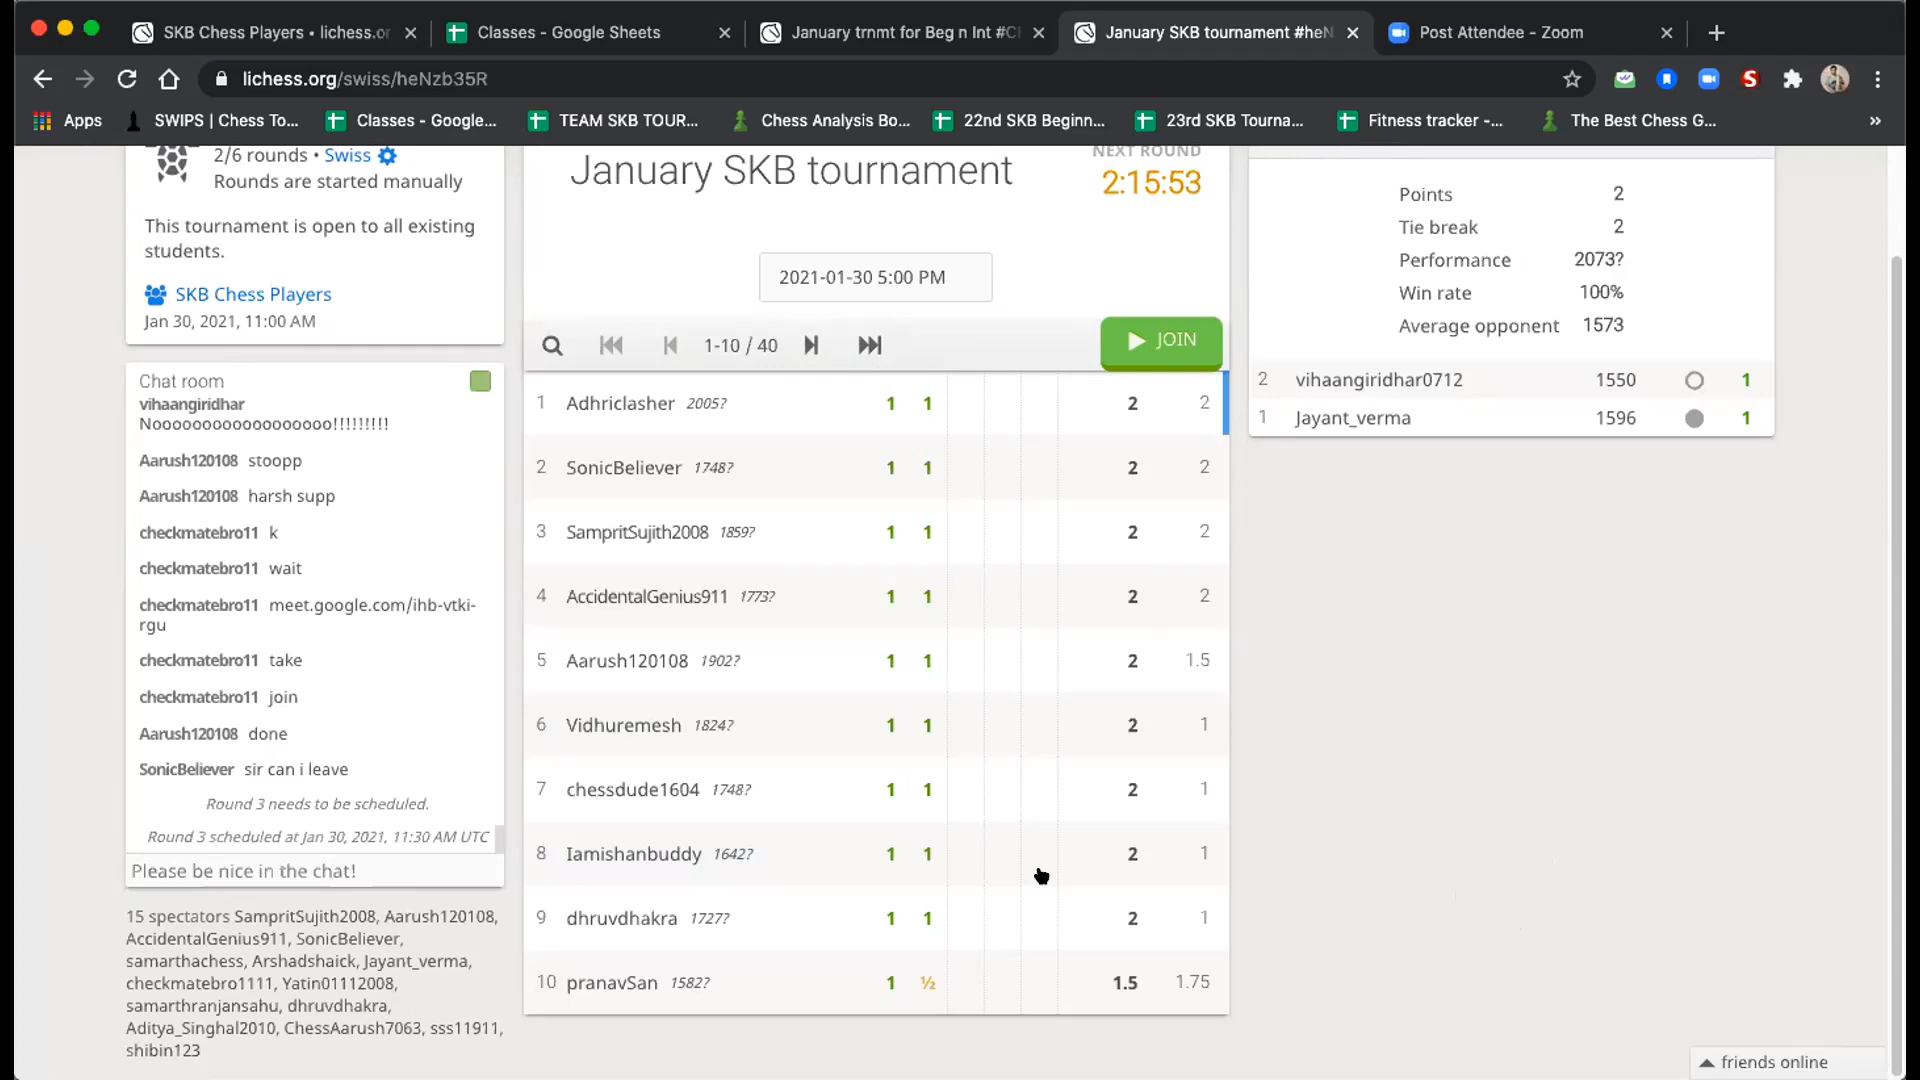 SKB Chess Players • lichess.or
Classes - Google Sheets
January trnmt for Beg n Int #C
January SKB tournament #heN
Post Attendee - Zoom
lichess.org/swiss/heNzb35R
Apps
SWIPS | Chess To...
Classes - Google...
TEAM SKB TOUR...
Chess Analysis Bo...
22nd SKB Beginn...
23rd SKB Tourna...
Fitness tracker -...
The Best Chess G...
»
2/6 rounds • Swiss
Rounds are started manually
This tournament is open to all existing
students.
SKB Chess Players
Jan 30, 2021, 11:00 AM
Chat room
vihaangiridhar
Noooooooooooooooooo!!!!!!!!!
Aarush120108 stoopp
Aarush120108 harsh supp
checkmatebro11 k
checkmatebro11 wait
checkmatebro11 meet.google.com/ihb-vtki-
rgu
checkmatebro11 take
checkmatebro11 join
Aarush120108 done
SonicBeliever sir can i leave
Round 3 needs to be scheduled.
Round 3 scheduled at Jan 30, 2021, 11:30 AM UTC
Please be nice in the chat!
15 spectators SampritSujith2008, Aarush120108,
AccidentalGenius911, SonicBeliever,
samarthachess, Arshadshaick, Jayant_verma,
checkmatebro1111, Yatin01112008,
samarthranjansahu, dhruvdhakra,
Aditya_Singhal2010, ChessAarush7063, sss11911,
shibin123
January SKB tournament
NEXT ROUND
2:15:53
2021-01-30 5:00 PM
1-10 / 40
JOIN
1 Adhriclasher 2005? 1 1 2 2
2 SonicBeliever 1748? 1 1 2 2
3 SampritSujith2008 1859? 1 1 2 2
4 AccidentalGenius911 1773? 1 1 2 2
5 Aarush120108 1902? 1 1 2 1.5
6 Vidhuremesh 1824? 1 1 2 1
7 chessdude1604 1748? 1 1 2 1
8 Iamishanbuddy 1642? 1 1 2 1
9 dhruvdhakra 1727? 1 1 2 1
10 pranavSan 1582? 1 ½ 1.5 1.75
Points 2
Tie break 2
Performance 2073?
Win rate 100%
Average opponent 1573
2 vihaangiridhar0712 1550 1
1 Jayant_verma 1596 1
friends online